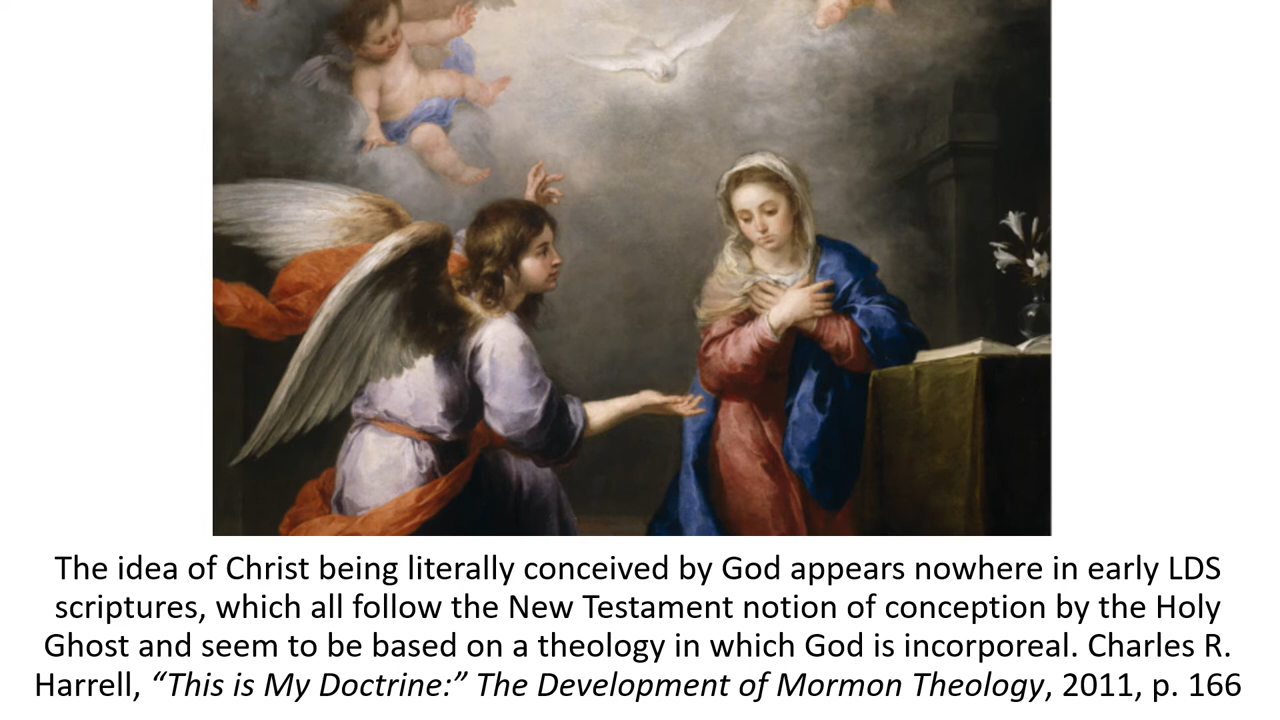 The idea of Christ being literally conceived by God appears nowhere in early LDS
scriptures, which all follow the New Testament notion of conception by the Holy
Ghost and seem to be based on a theology in which God is incorporeal. Charles R.
Harrell, “This is My Doctrine:” The Development of Mormon Theology, 2011, p. 166